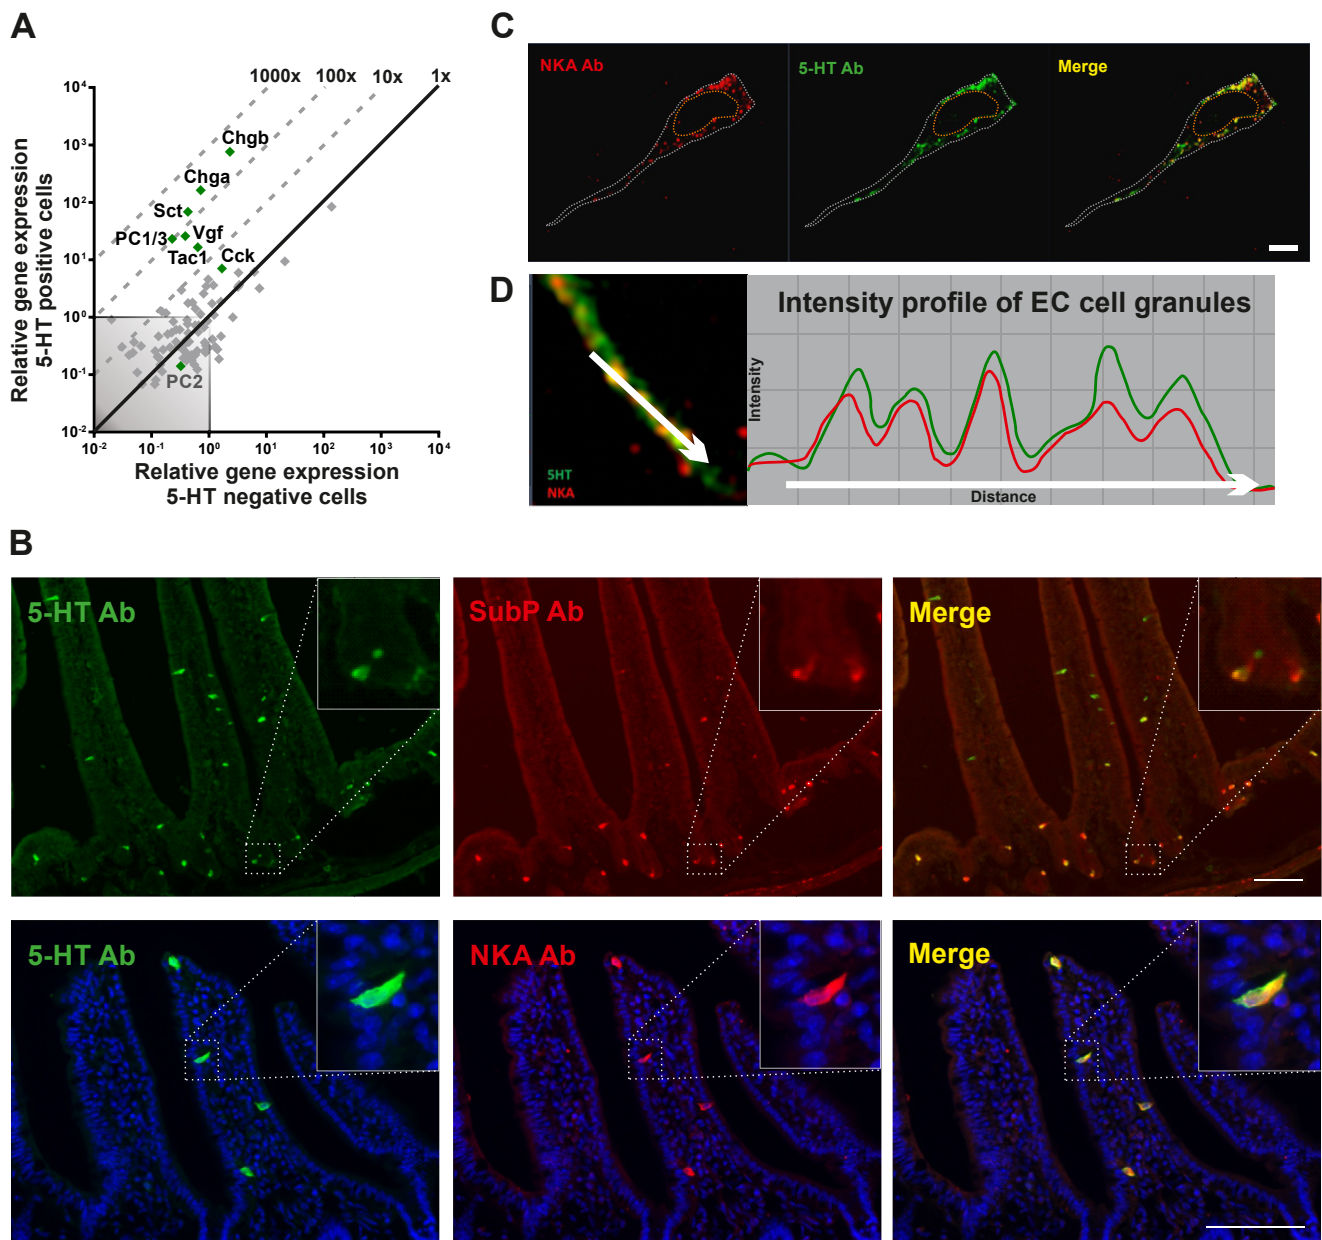 A
1000x 100x 10x 1x
10⁴
10³
10²
10¹
10⁰
10⁻¹
10⁻²
Relative gene expression
5-HT positive cells
Chgb
Chga
Sct
PC1/3
Vgf
Tac1
Cck
PC2
10⁻² 10⁻¹ 10⁰ 10¹ 10² 10³ 10⁴
Relative gene expression
5-HT negative cells
C
NKA Ab
5-HT Ab
Merge
D
5HT
NKA
Intensity profile of EC cell granules
Intensity
Distance
B
5-HT Ab
SubP Ab
Merge
5-HT Ab
NKA Ab
Merge